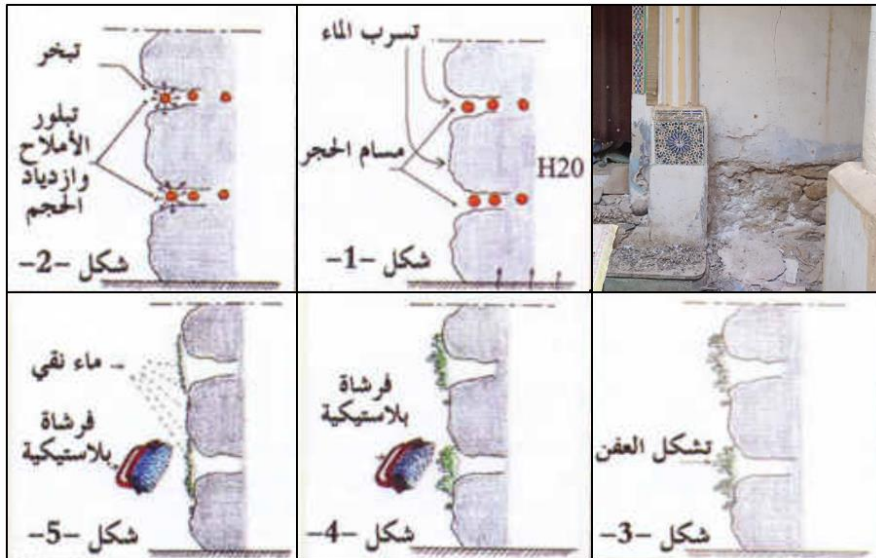 تسرب الماء
مسام الحجر
H20
شكل -1-
تبخر
تبلور
الأملاح
وازدياد
الحجم
شكل -2-
تشكل العفن
شكل -3-
فرشاة
بلاستيكية
شكل -4-
ماء نقي
فرشاة
بلاستيكية
شكل -5-